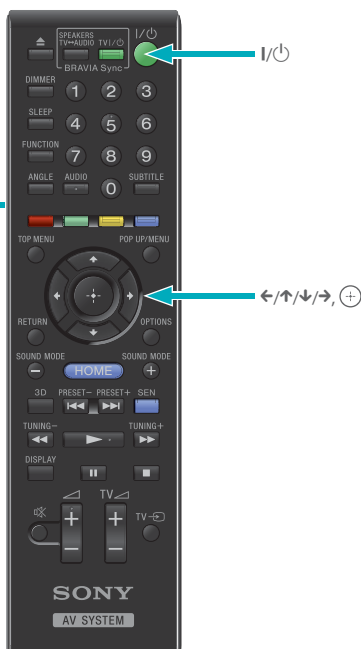 SPEAKERS
TV↔AUDIO TV I/⏻ I/⏻
I/⏻
BRAVIA Sync
DIMMER
1 2 3
SLEEP
4 5 6
FUNCTION
7 8 9
ANGLE AUDIO 0 SUBTITLE
TOP MENU POP UP/MENU
←/↑/↓/→, ⊕
RETURN OPTIONS
SOUND MODE SOUND MODE
− HOME +
3D PRESET− PRESET+ SEN
TUNING− TUNING+
DISPLAY
TV
+ + TV
− −
SONY
AV SYSTEM